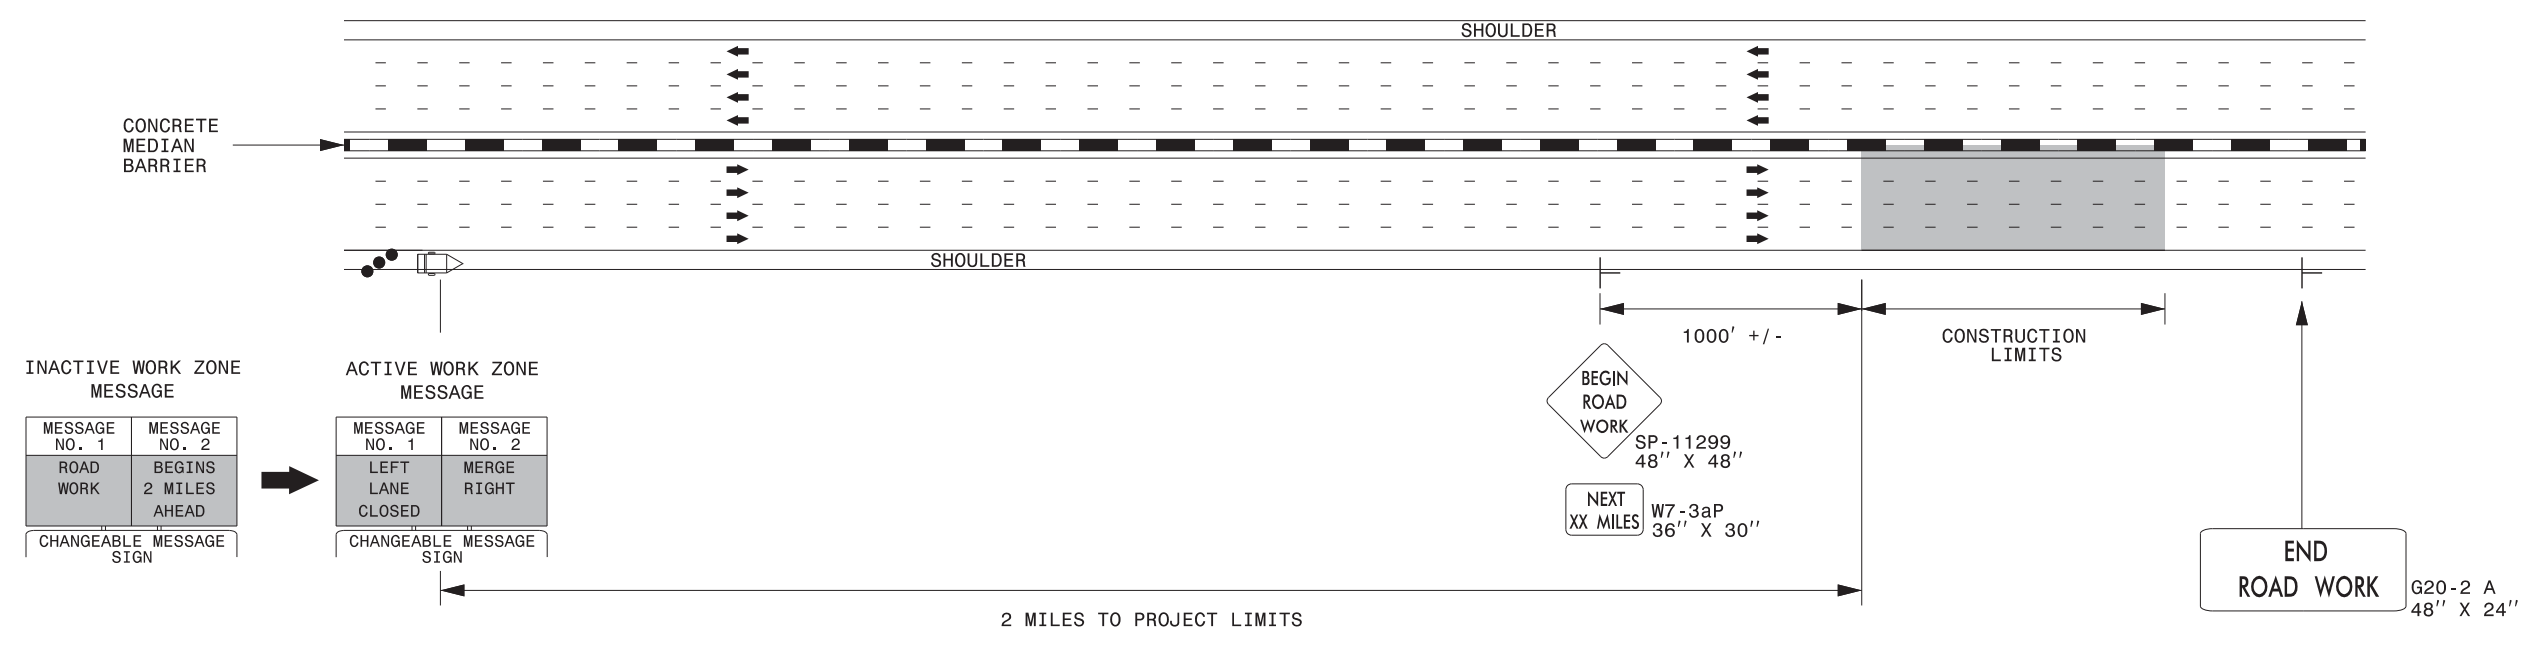 SHOULDER
CONCRETE
MEDIAN
BARRIER
SHOULDER
1000' +/-
CONSTRUCTION
LIMITS
INACTIVE WORK ZONE
MESSAGE
MESSAGE
NO. 1
MESSAGE
NO. 2
ROAD
WORK
BEGINS
2 MILES
AHEAD
CHANGEABLE MESSAGE
SIGN
ACTIVE WORK ZONE
MESSAGE
MESSAGE
NO. 1
MESSAGE
NO. 2
LEFT
LANE
CLOSED
MERGE
RIGHT
CHANGEABLE MESSAGE
SIGN
BEGIN
ROAD
WORK
SP-11299
48'' X 48''
NEXT
XX MILES
W7-3aP
36'' X 30''
END
ROAD WORK
G20-2 A
48'' X 24''
2 MILES TO PROJECT LIMITS